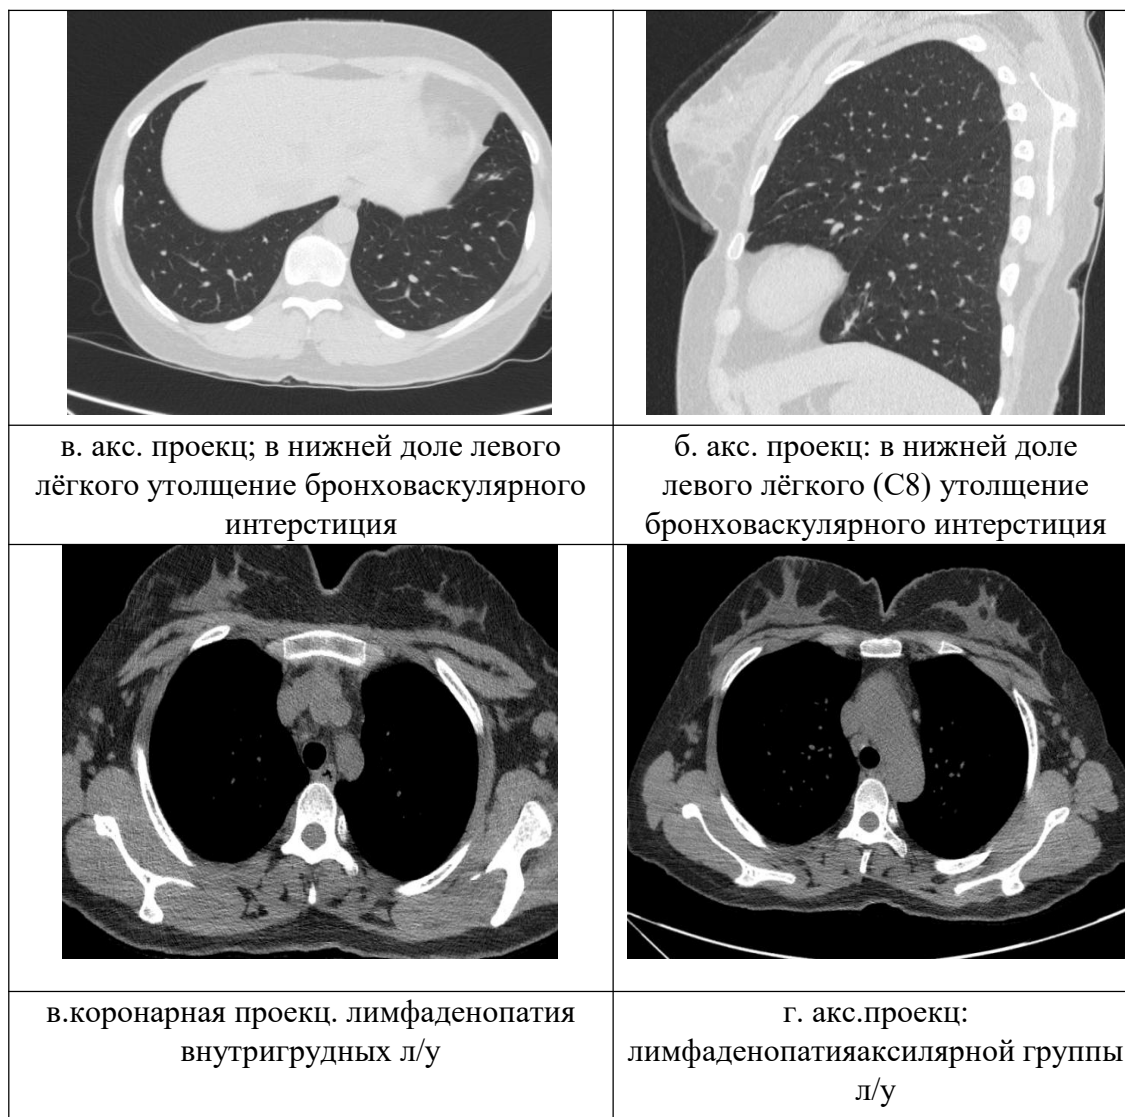 в. акс. проекц; в нижней доле левого
лёгкого утолщение бронховаскулярного
интерстиция
б. акс. проекц: в нижней доле
левого лёгкого (С8) утолщение
бронховаскулярного интерстиция
в.коронарная проекц. лимфаденопатия
внутригрудных л/у
г. акс.проекц:
лимфаденопатияаксилярной группы
л/у